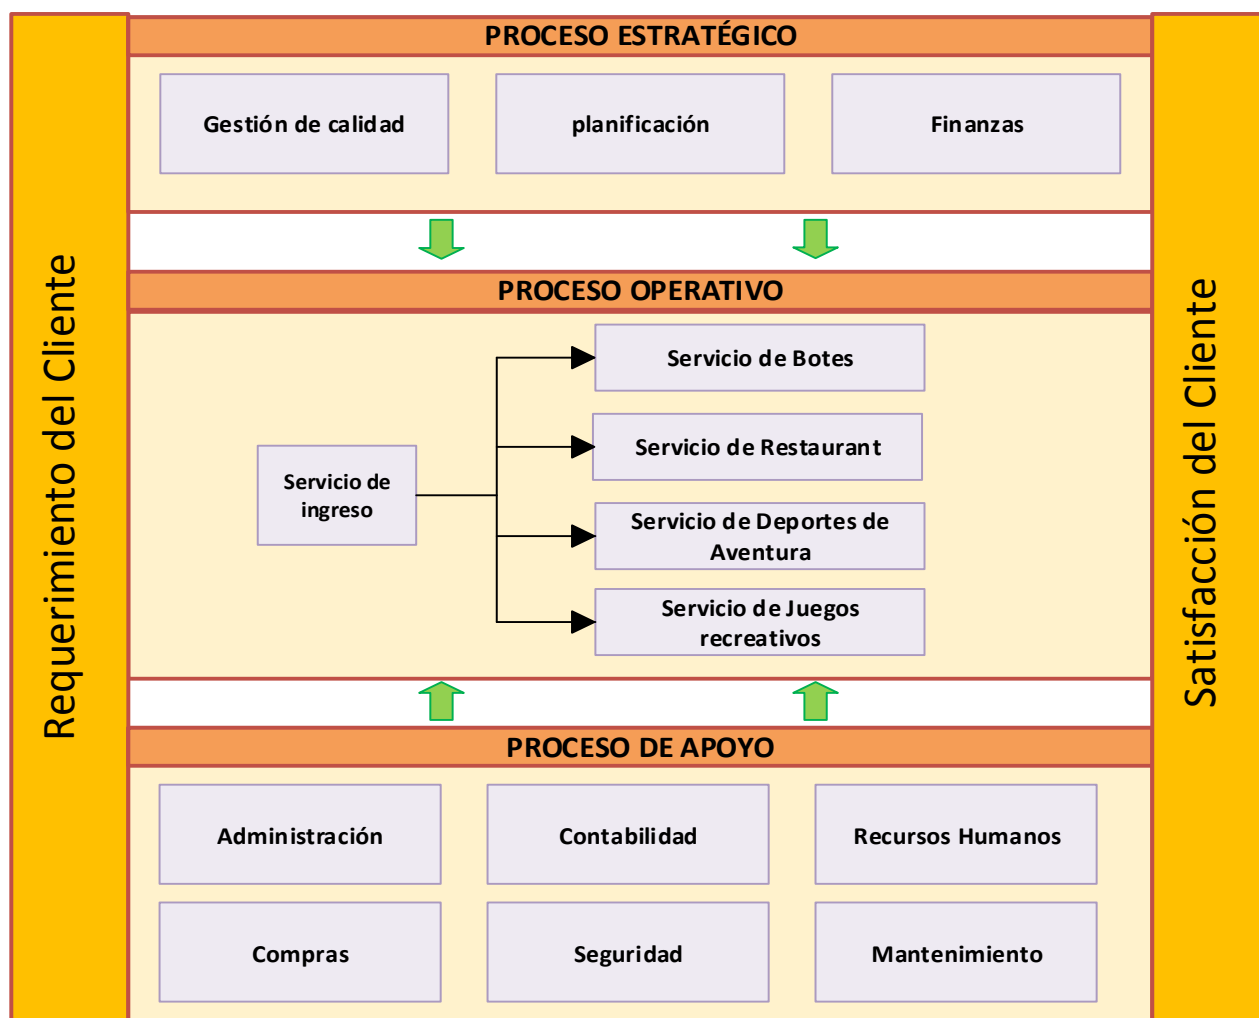 Requerimiento del Cliente
PROCESO ESTRATÉGICO
Gestión de calidad
planificación
Finanzas
PROCESO OPERATIVO
Servicio de
ingreso
Servicio de Botes
Servicio de Restaurant
Servicio de Deportes de
Aventura
Servicio de Juegos
recreativos
PROCESO DE APOYO
Administración
Contabilidad
Recursos Humanos
Compras
Seguridad
Mantenimiento
Satisfacción del Cliente